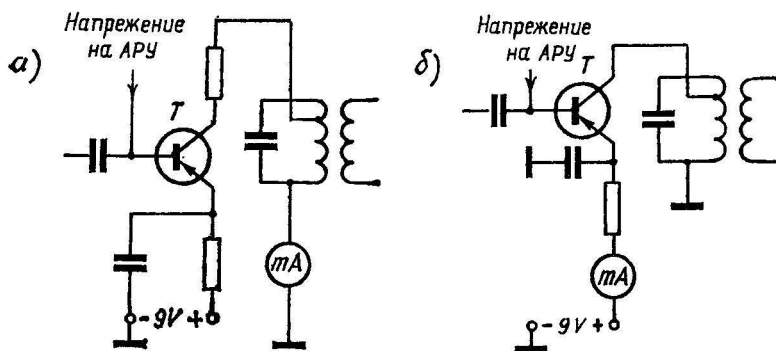 а)
Напрежение
на АРУ
T
mA
- 9V +
б)
Напрежение
на АРУ
T
mA
- 9V +